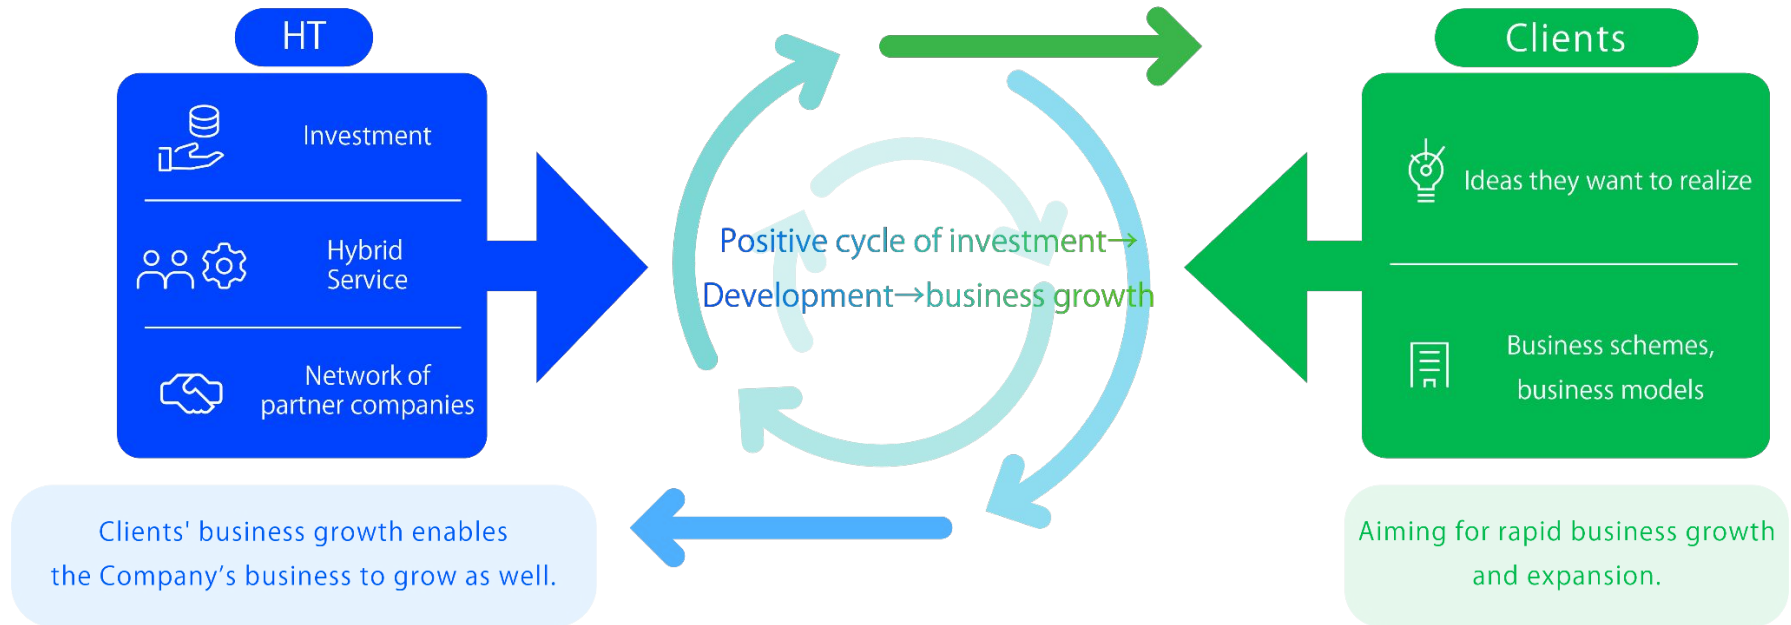 HT
Investment
Hybrid
Service
Network of
partner companies
Clients' business growth enables
the Company’s business to grow as well.
Positive cycle of investment→
Development→business growth
Clients
Ideas they want to realize
Business schemes,
business models
Aiming for rapid business growth
and expansion.